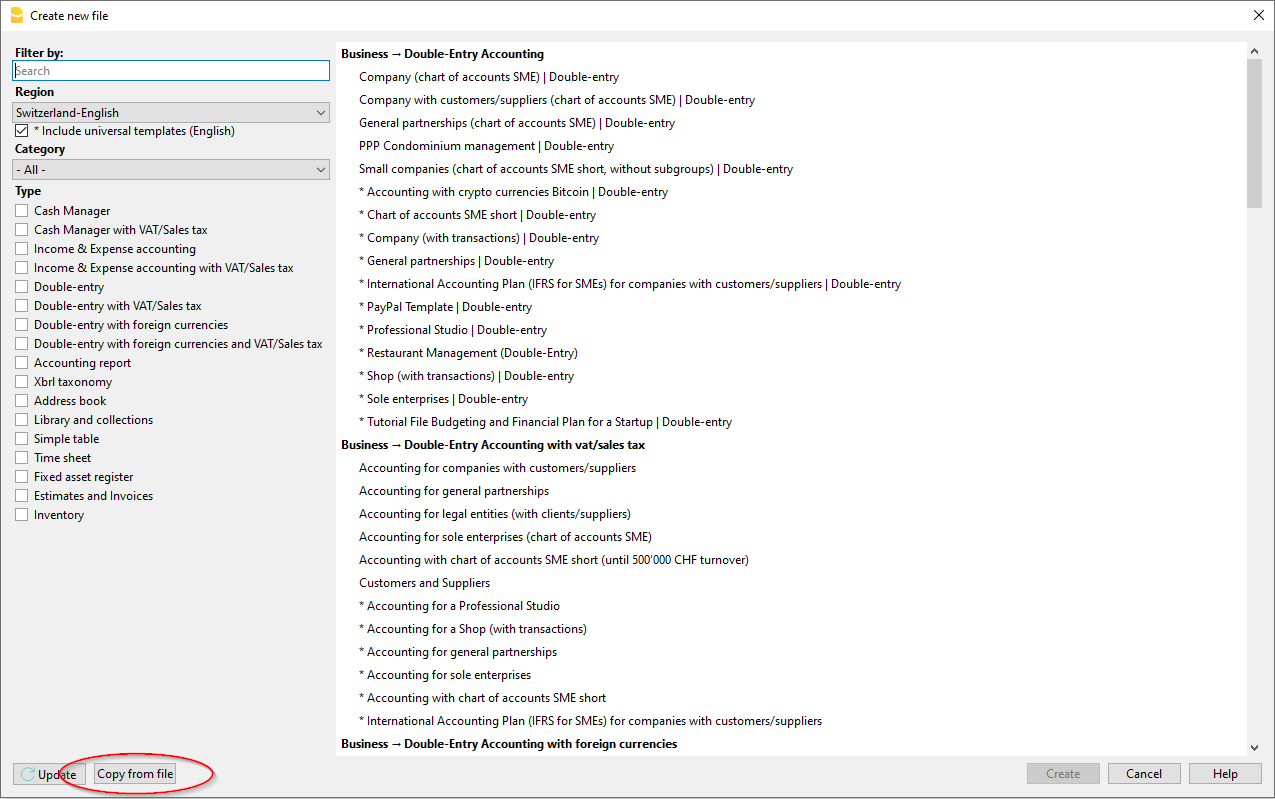 Create new file
Filter by:
Search
Region
Switzerland-English
* Include universal templates (English)
Category
- All -
Type
Cash Manager
Cash Manager with VAT/Sales tax
Income & Expense accounting
Income & Expense accounting with VAT/Sales tax
Double-entry
Double-entry with VAT/Sales tax
Double-entry with foreign currencies
Double-entry with foreign currencies and VAT/Sales tax
Accounting report
Xbrl taxonomy
Address book
Library and collections
Simple table
Time sheet
Fixed asset register
Estimates and Invoices
Inventory
Business → Double-Entry Accounting
Company (chart of accounts SME) | Double-entry
Company with customers/suppliers (chart of accounts SME) | Double-entry
General partnerships (chart of accounts SME) | Double-entry
PPP Condominium management | Double-entry
Small companies (chart of accounts SME short, without subgroups) | Double-entry
* Accounting with crypto currencies Bitcoin | Double-entry
* Chart of accounts SME short | Double-entry
* Company (with transactions) | Double-entry
* General partnerships | Double-entry
* International Accounting Plan (IFRS for SMEs) for companies with customers/suppliers | Double-entry
* PayPal Template | Double-entry
* Professional Studio | Double-entry
* Restaurant Management (Double-Entry)
* Shop (with transactions) | Double-entry
* Sole enterprises | Double-entry
* Tutorial File Budgeting and Financial Plan for a Startup | Double-entry
Business → Double-Entry Accounting with vat/sales tax
Accounting for companies with customers/suppliers
Accounting for general partnerships
Accounting for legal entities (with clients/suppliers)
Accounting for sole enterprises (chart of accounts SME)
Accounting with chart of accounts SME short (until 500'000 CHF turnover)
Customers and Suppliers
* Accounting for a Professional Studio
* Accounting for a Shop (with transactions)
* Accounting for general partnerships
* Accounting for sole enterprises
* Accounting with chart of accounts SME short
* International Accounting Plan (IFRS for SMEs) for companies with customers/suppliers
Business → Double-Entry Accounting with foreign currencies
Update
Copy from file
Create
Cancel
Help